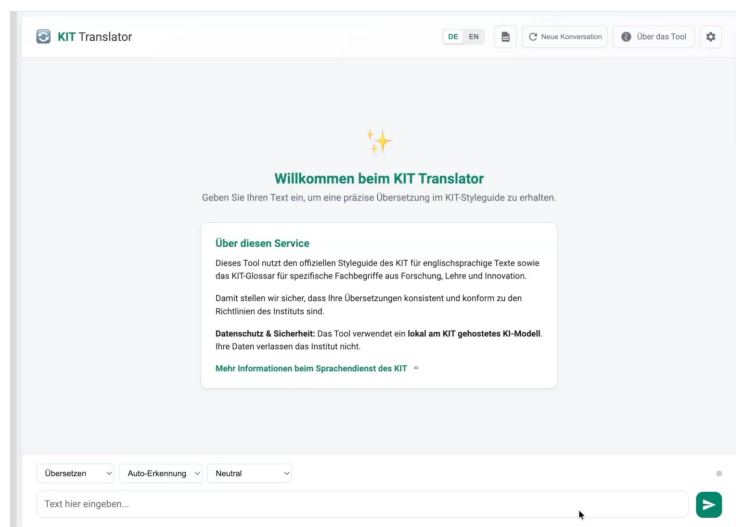 KIT Translator
DE EN
Neue Konversation
Über das Tool
Willkommen beim KIT Translator
Geben Sie Ihren Text ein, um eine präzise Übersetzung im KIT-Styleguide zu erhalten.
Über diesen Service
Dieses Tool nutzt den offiziellen Styleguide des KIT für englischsprachige Texte sowie
das KIT-Glossar für spezifische Fachbegriffe aus Forschung, Lehre und Innovation.
Damit stellen wir sicher, dass Ihre Übersetzungen konsistent und konform zu den
Richtlinien des Instituts sind.
Datenschutz & Sicherheit: Das Tool verwendet ein lokal am KIT gehostetes KI-Modell.
Ihre Daten verlassen das Institut nicht.
Mehr Informationen beim Sprachendienst des KIT
Übersetzen Auto-Erkennung Neutral
Text hier eingeben...